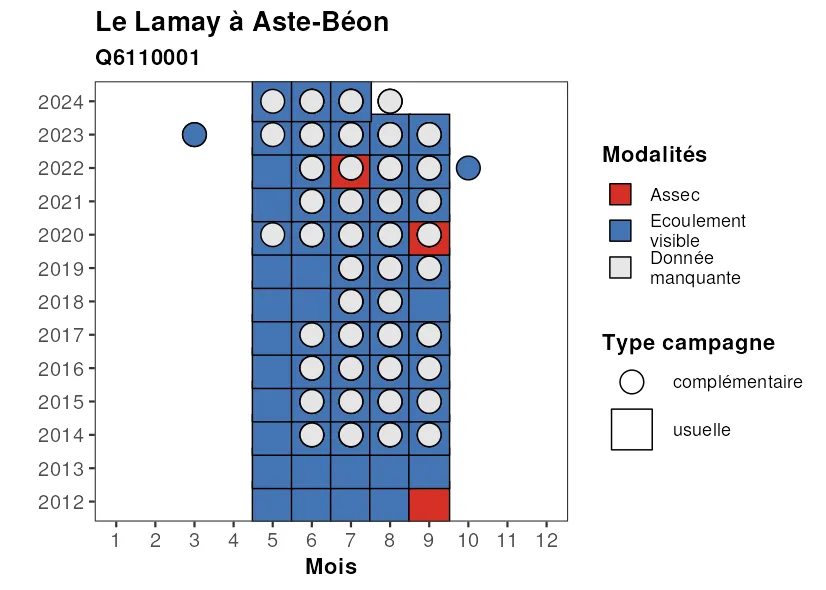 Le Lamay à Aste-Béon
Q6110001
2024
2023
2022
2021
2020
2019
2018
2017
2016
2015
2014
2013
2012
1 2 3 4 5 6 7 8 9 10 11 12
Mois
Modalités
Assec
Ecoulement
visible
Donnée
manquante
Type campagne
complémentaire
usuelle